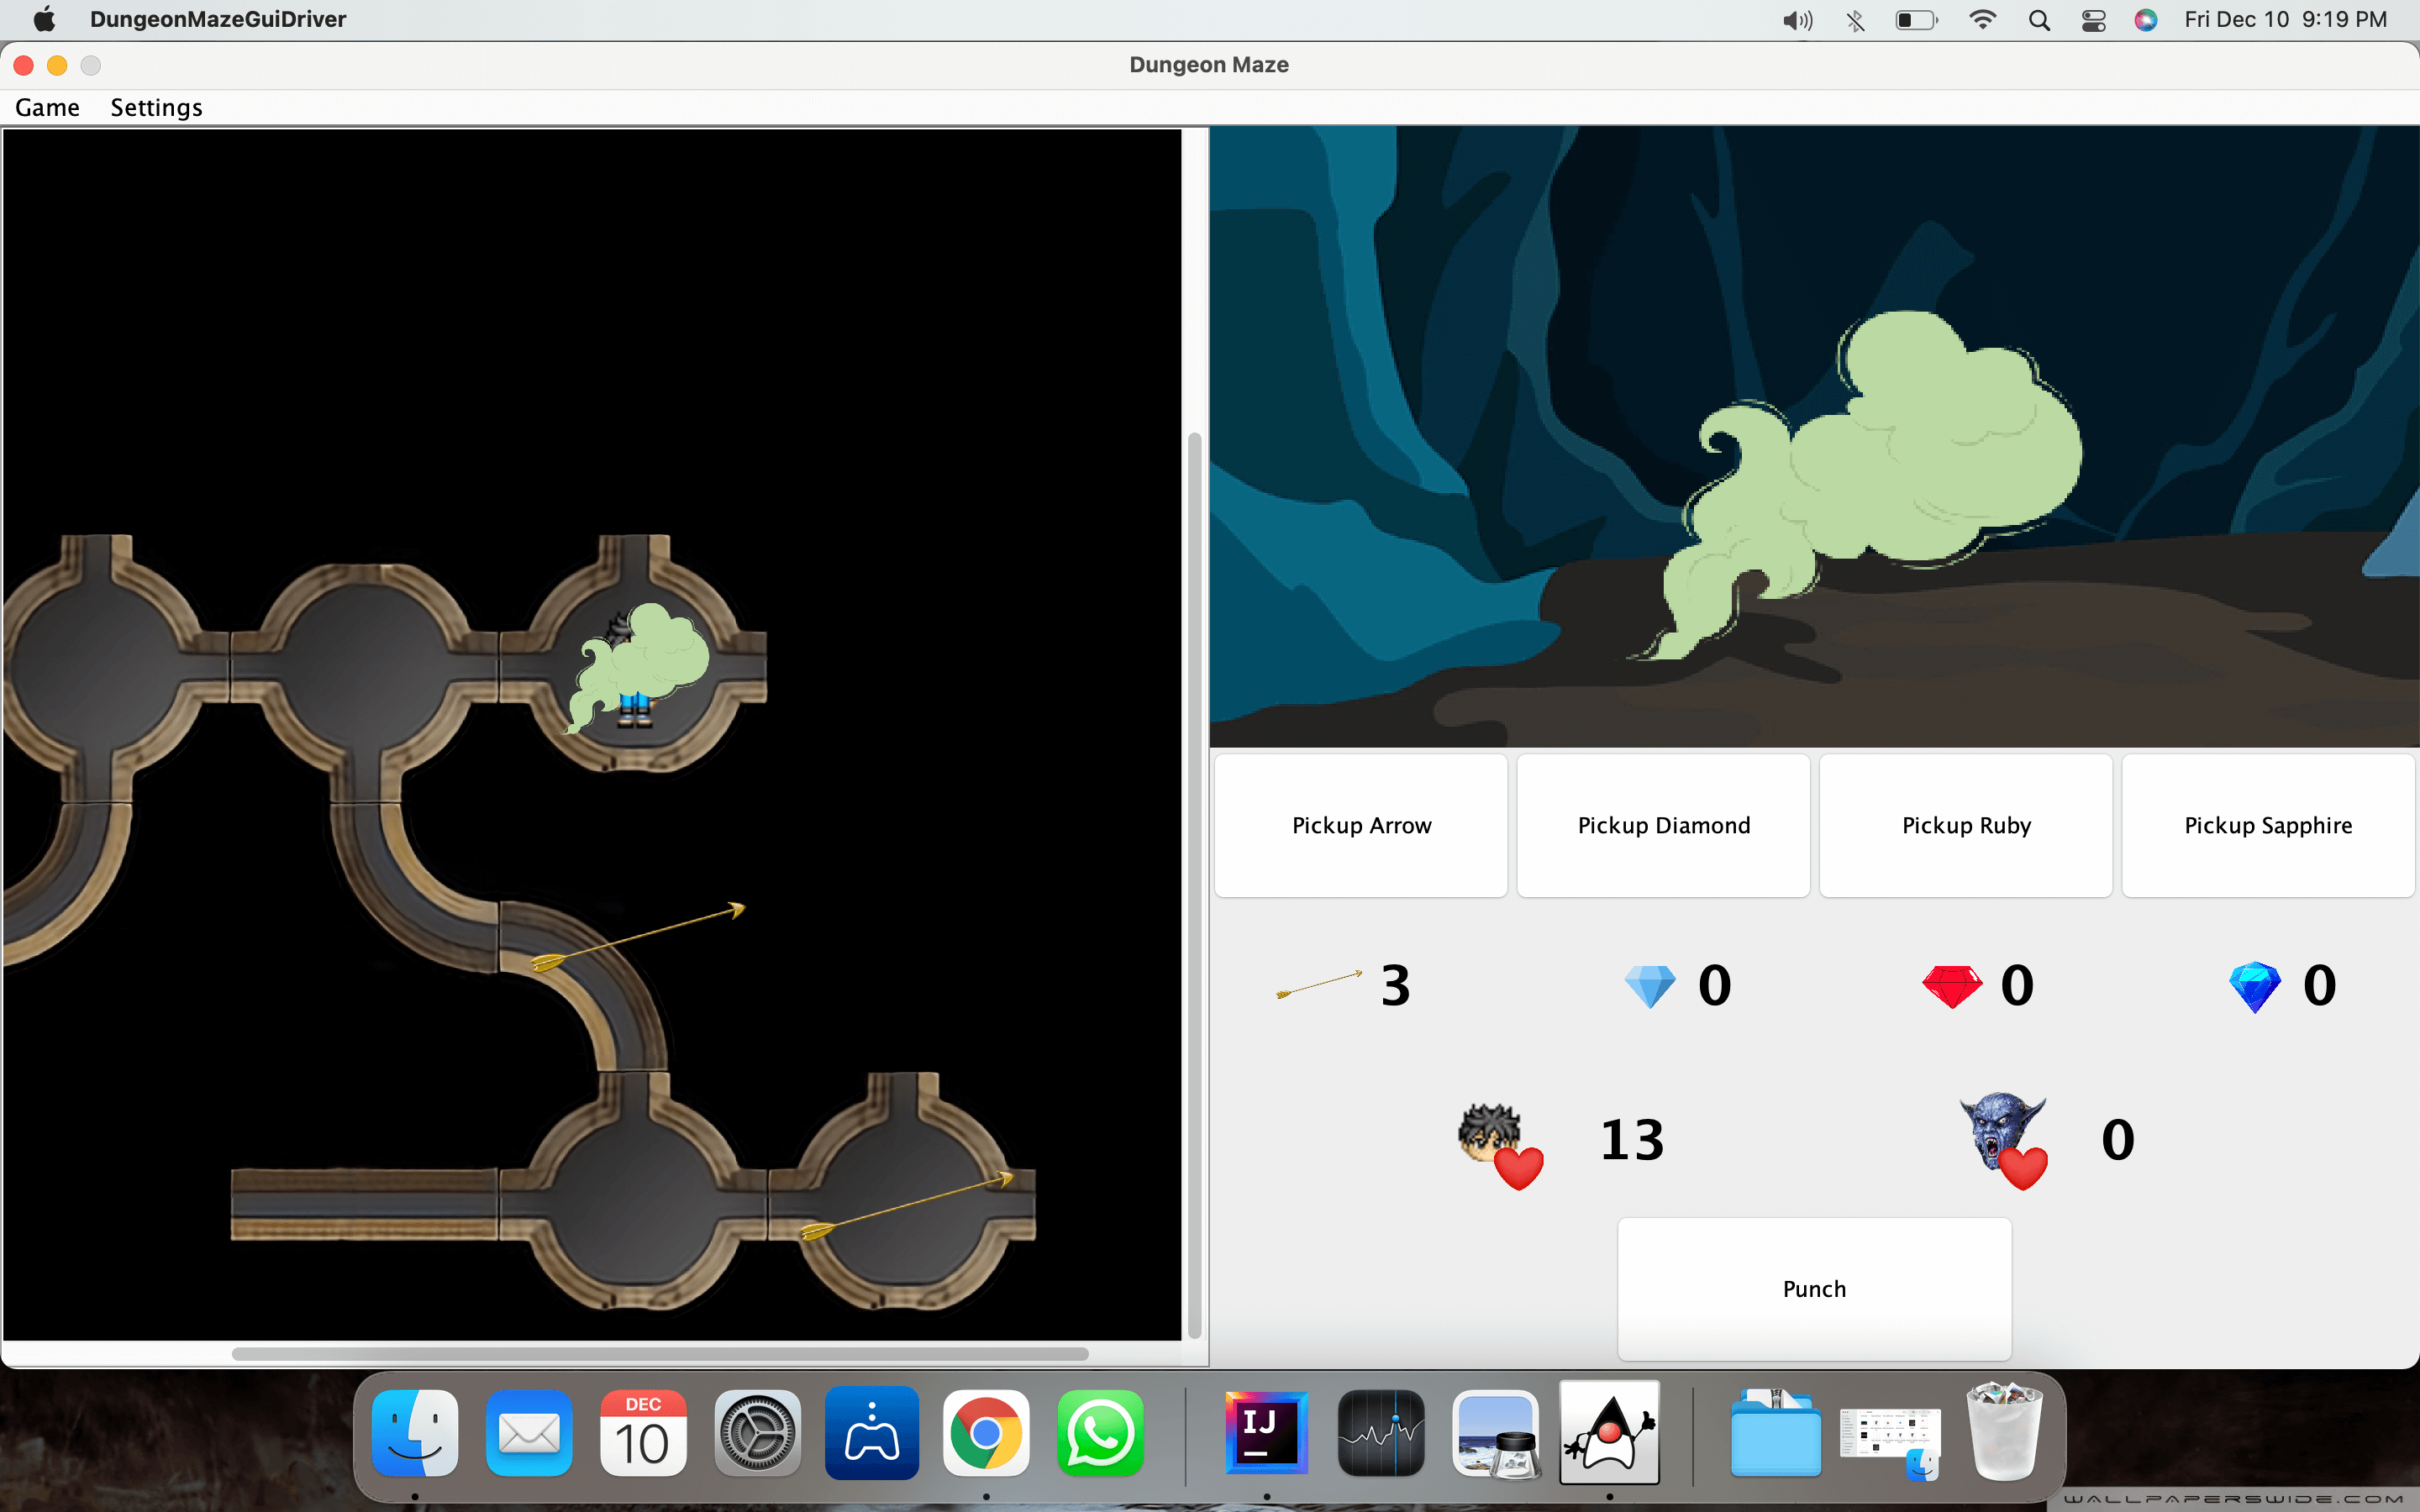 DungeonMazeGuiDriver
Fri Dec 10 9:19 PM
Dungeon Maze
Game Settings
Pickup Arrow
Pickup Diamond
Pickup Ruby
Pickup Sapphire
3
0
0
0
13
0
Punch
DEC
10
IJ
WALLPAPERSWIDE.COM